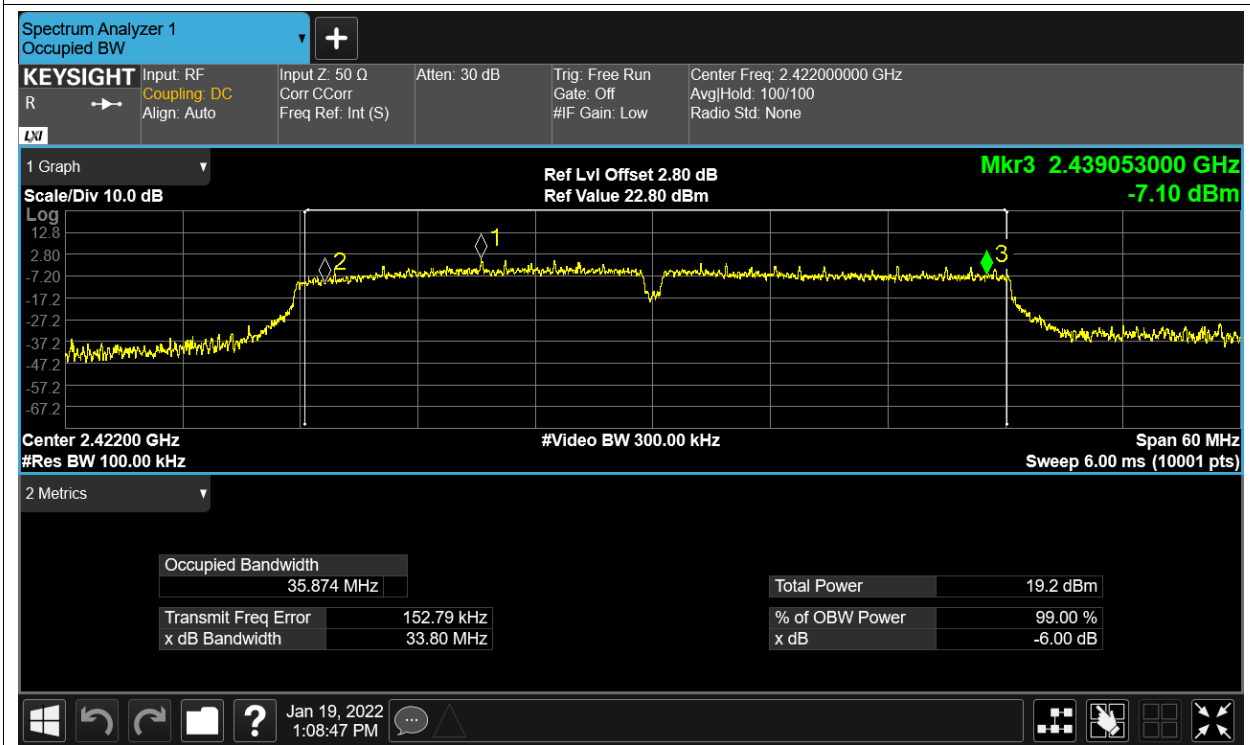 Spectrum Analyzer 1
Occupied BW
KEYSIGHT
R
LXI
Input: RF
Coupling: DC
Align: Auto
Input Z: 50 Ω
Corr CCorr
Freq Ref: Int (S)
Atten: 30 dB
Trig: Free Run
Gate: Off
#IF Gain: Low
Center Freq: 2.422000000 GHz
Avg|Hold: 100/100
Radio Std: None
1 Graph
Scale/Div 10.0 dB
Ref Lvl Offset 2.80 dB
Ref Value 22.80 dBm
Mkr3 2.439053000 GHz
-7.10 dBm
Log
12.8
2.80
-7.20
-17.2
-27.2
-37.2
-47.2
-57.2
-67.2
2
1
3
Center 2.42200 GHz
#Res BW 100.00 kHz
#Video BW 300.00 kHz
Span 60 MHz
Sweep 6.00 ms (10001 pts)
2 Metrics
Occupied Bandwidth
35.874 MHz
Transmit Freq Error 152.79 kHz
x dB Bandwidth 33.80 MHz
Total Power 19.2 dBm
% of OBW Power 99.00 %
x dB -6.00 dB
?
Jan 19, 2022
1:08:47 PM